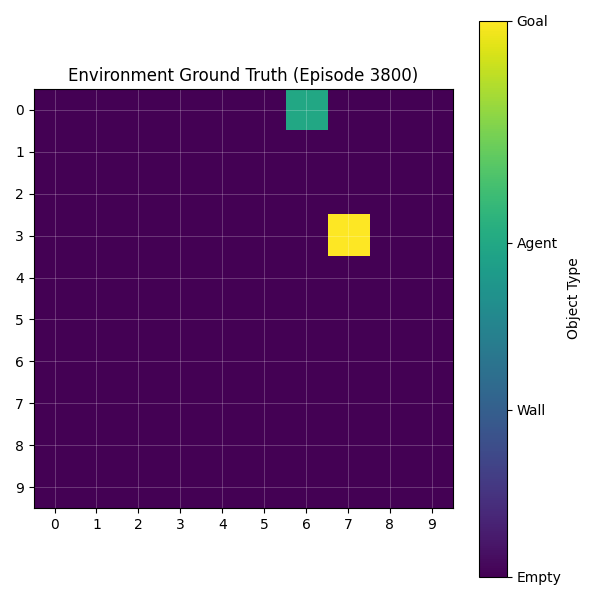 Environment Ground Truth (Episode 3800)
0
1
2
3
4
5
6
7
8
9
0 1 2 3 4 5 6 7 8 9
Goal
Agent
Wall
Empty
Object Type